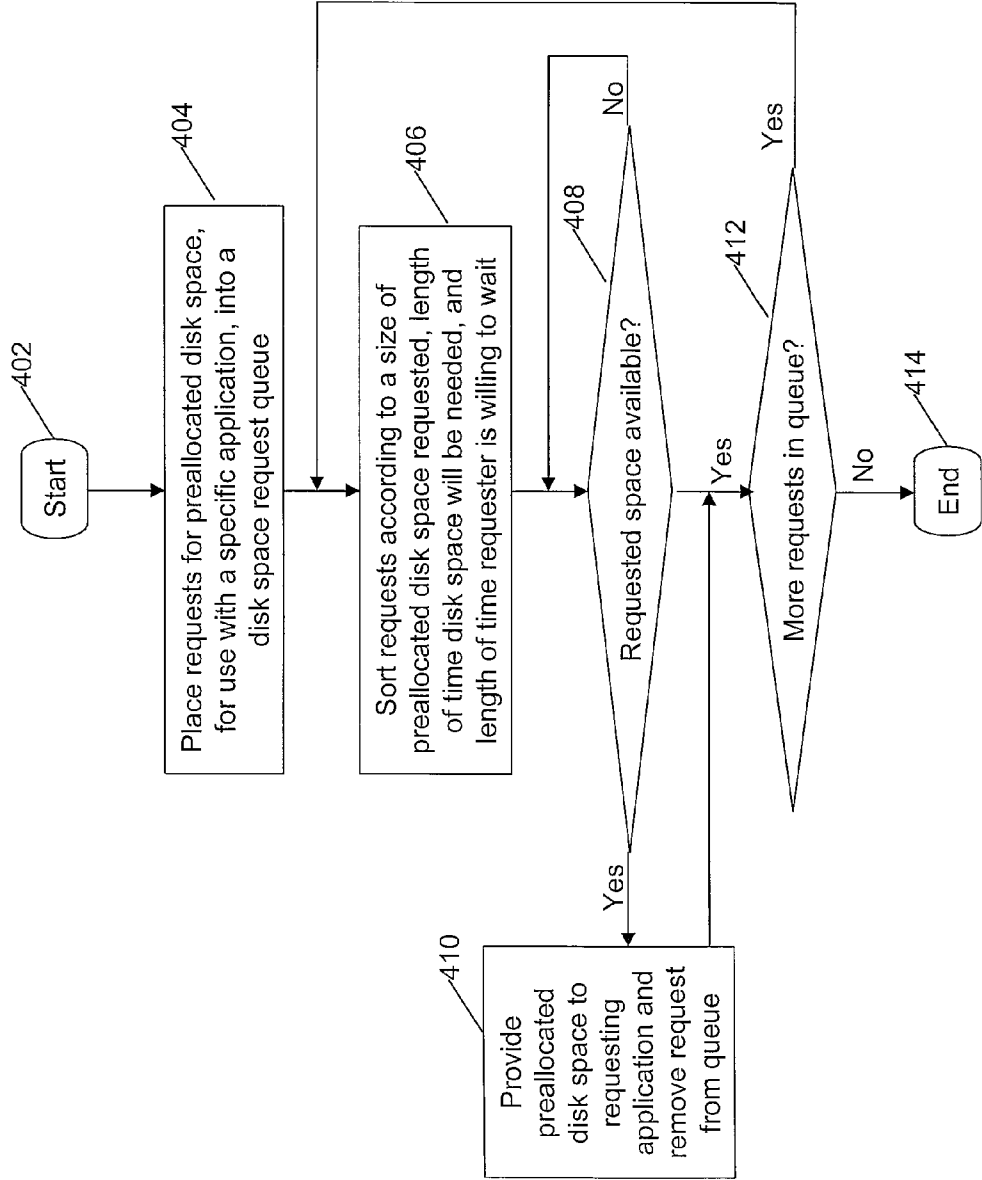 Start
402
Place requests for preallocated disk space,
for use with a specific application, into a
disk space request queue
404
Sort requests according to a size of
preallocated disk space requested, length
of time disk space will be needed, and
length of time requester is willing to wait
406
Requested space available?
408
No
Yes
Provide
preallocated
disk space to
requesting
application and
remove request
from queue
410
Yes
More requests in queue?
412
Yes
No
End
414